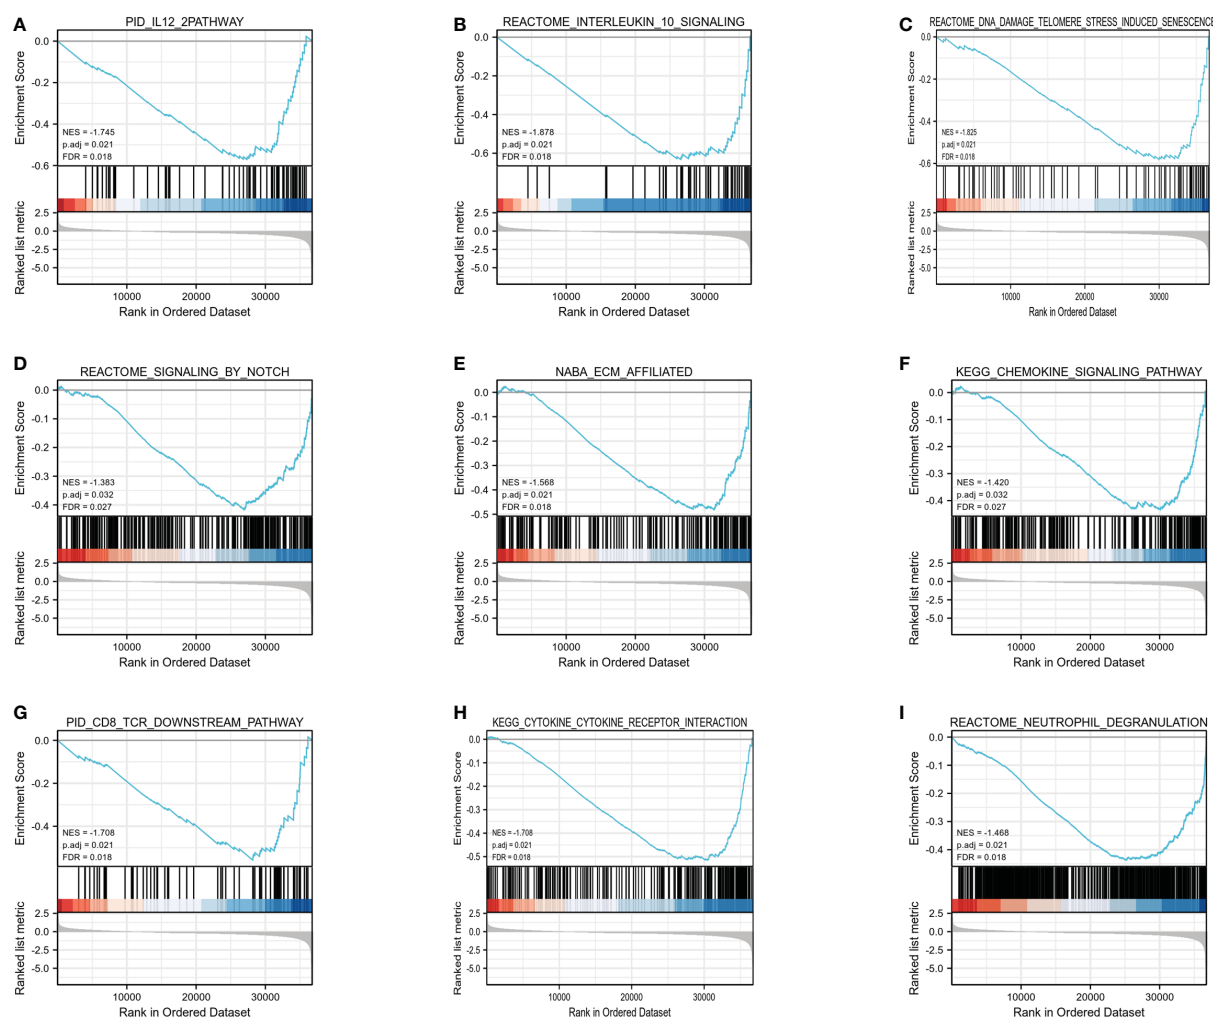 A
PID_IL12_2PATHWAY
Enrichment Score
0.0
-0.2
-0.4
-0.6
NES = -1.745
p.adj = 0.021
FDR = 0.018
Ranked list metric
2.5
0.0
-2.5
-5.0
10000 20000 30000
Rank in Ordered Dataset
B
REACTOME_INTERLEUKIN_10_SIGNALING
Enrichment Score
0.0
-0.2
-0.4
-0.6
NES = -1.878
p.adj = 0.021
FDR = 0.018
Ranked list metric
2.5
0.0
-2.5
-5.0
10000 20000 30000
Rank in Ordered Dataset
C
REACTOME_DNA_DAMAGE_TELOMERE_STRESS_INDUCED_SENESCENCE
Enrichment Score
0.0
-0.2
-0.4
-0.6
NES = -1.825
p.adj = 0.021
FDR = 0.018
Ranked list metric
2.5
0.0
-2.5
-5.0
10000 20000 30000
Rank in Ordered Dataset
D
REACTOME_SIGNALING_BY_NOTCH
Enrichment Score
0.0
-0.1
-0.2
-0.3
-0.4
NES = -1.383
p.adj = 0.032
FDR = 0.027
Ranked list metric
2.5
0.0
-2.5
-5.0
10000 20000 30000
Rank in Ordered Dataset
E
NABA_ECM_AFFILIATED
Enrichment Score
0.0
-0.1
-0.2
-0.3
-0.4
-0.5
NES = -1.568
p.adj = 0.021
FDR = 0.018
Ranked list metric
2.5
0.0
-2.5
-5.0
10000 20000 30000
Rank in Ordered Dataset
F
KEGG_CHEMOKINE_SIGNALING_PATHWAY
Enrichment Score
0.0
-0.1
-0.2
-0.3
-0.4
NES = -1.420
p.adj = 0.032
FDR = 0.027
Ranked list metric
2.5
0.0
-2.5
-5.0
10000 20000 30000
Rank in Ordered Dataset
G
PID_CD8_TCR_DOWNSTREAM_PATHWAY
Enrichment Score
0.0
-0.2
-0.4
NES = -1.708
p.adj = 0.021
FDR = 0.018
Ranked list metric
2.5
0.0
-2.5
-5.0
10000 20000 30000
Rank in Ordered Dataset
H
KEGG_CYTOKINE_CYTOKINE_RECEPTOR_INTERACTION
Enrichment Score
0.0
-0.1
-0.2
-0.3
-0.4
-0.5
NES = -1.708
p.adj = 0.021
FDR = 0.018
Ranked list metric
2.5
0.0
-2.5
-5.0
10000 20000 30000
Rank in Ordered Dataset
I
REACTOME_NEUTROPHIL_DEGRANULATION
Enrichment Score
0.0
-0.1
-0.2
-0.3
-0.4
NES = -1.468
p.adj = 0.021
FDR = 0.018
Ranked list metric
2.5
0.0
-2.5
-5.0
10000 20000 30000
Rank in Ordered Dataset